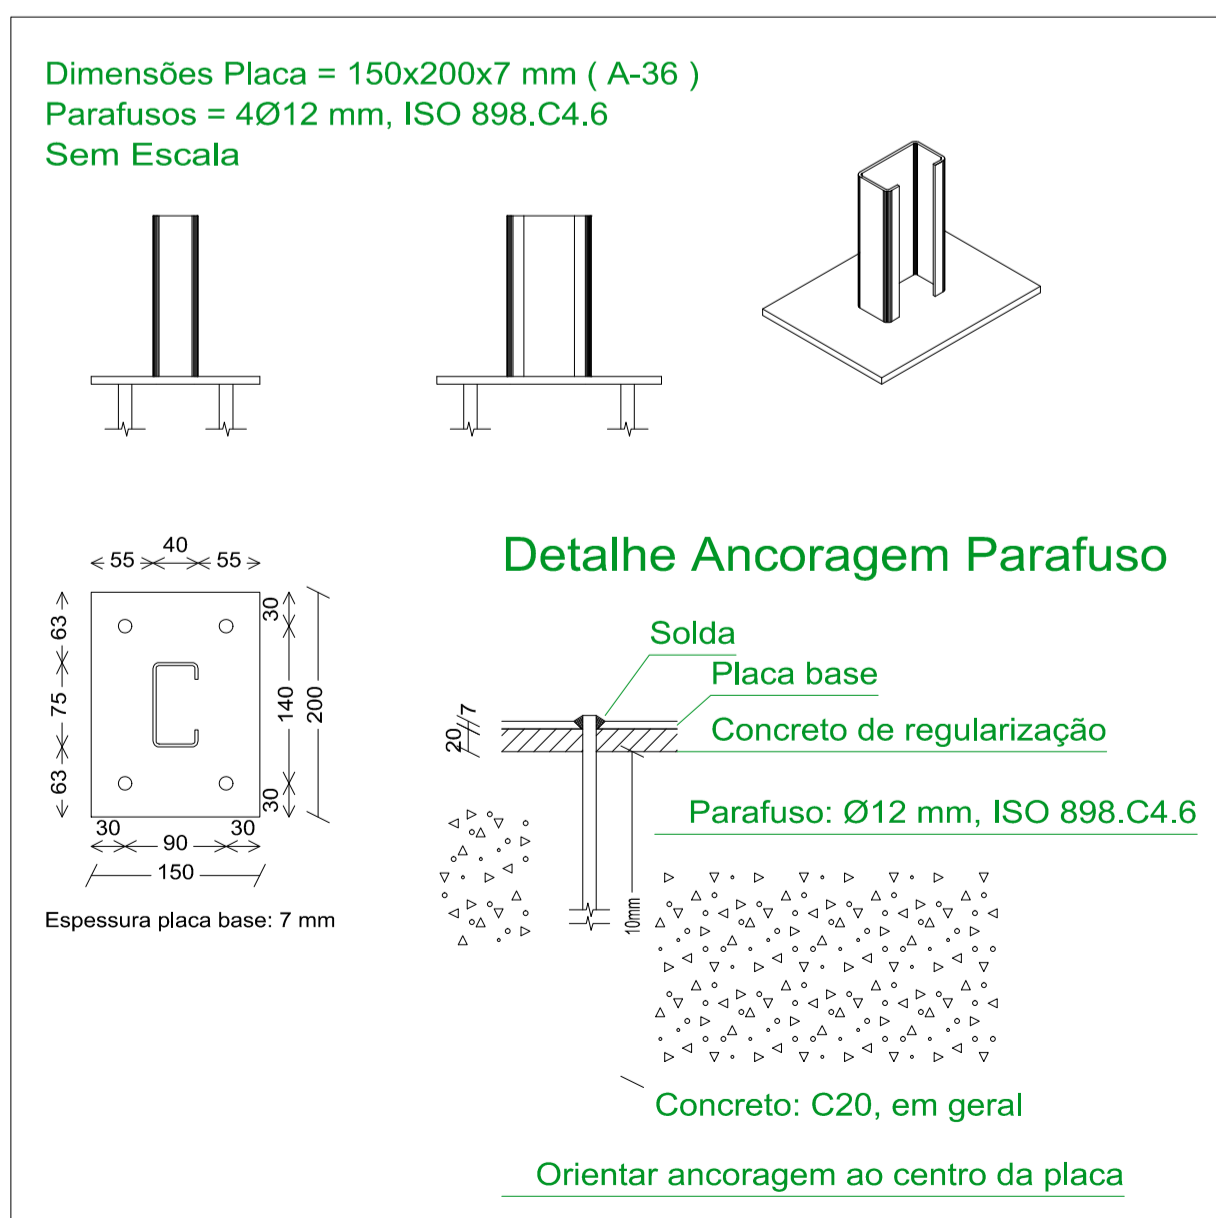 Dimensões Placa = 150x200x7 mm ( A-36 )
Parafusos = 4Ø12 mm, ISO 898.C4.6
Sem Escala
55 40 55
63
75
63
30
140
30
200
30 90 30
150
Espessura placa base: 7 mm
Detalhe Ancoragem Parafuso
Solda
Placa base
Concreto de regularização
7
20
Parafuso: Ø12 mm, ISO 898.C4.6
10mm
Concreto: C20, em geral
Orientar ancoragem ao centro da placa